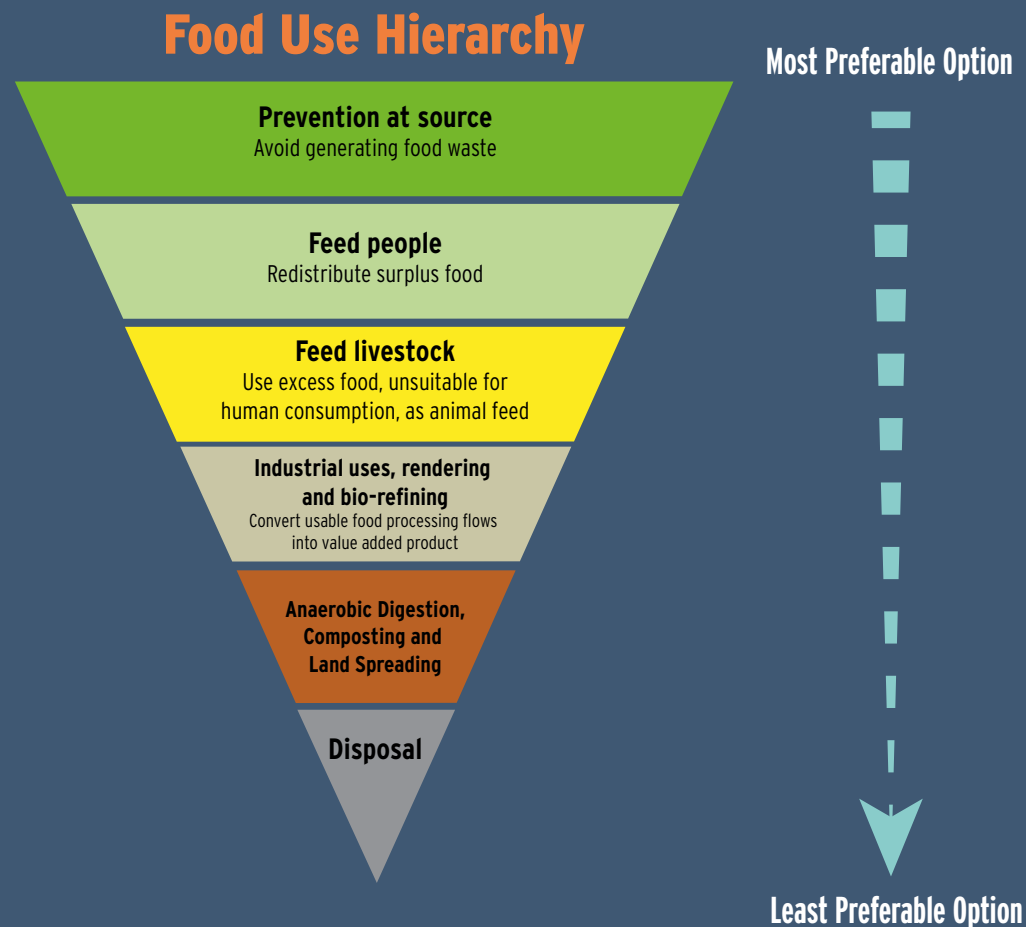 Food Use Hierarchy
Most Preferable Option
Prevention at source
Avoid generating food waste
Feed people
Redistribute surplus food
Feed livestock
Use excess food, unsuitable for
human consumption, as animal feed
Industrial uses, rendering
and bio-refining
Convert usable food processing flows
into value added product
Anaerobic Digestion,
Composting and
Land Spreading
Disposal
Least Preferable Option